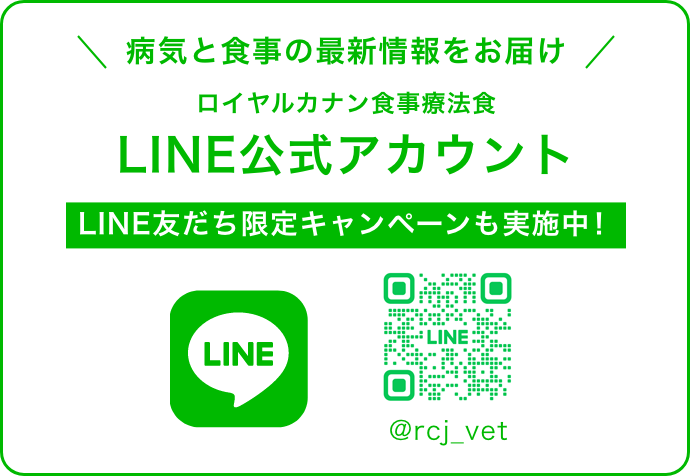 病気と食事の最新情報をお届け
ロイヤルカナン食事療法食
LINE公式アカウント
LINE友だち限定キャンペーンも実施中!
LINE
LINE
@rcj_vet